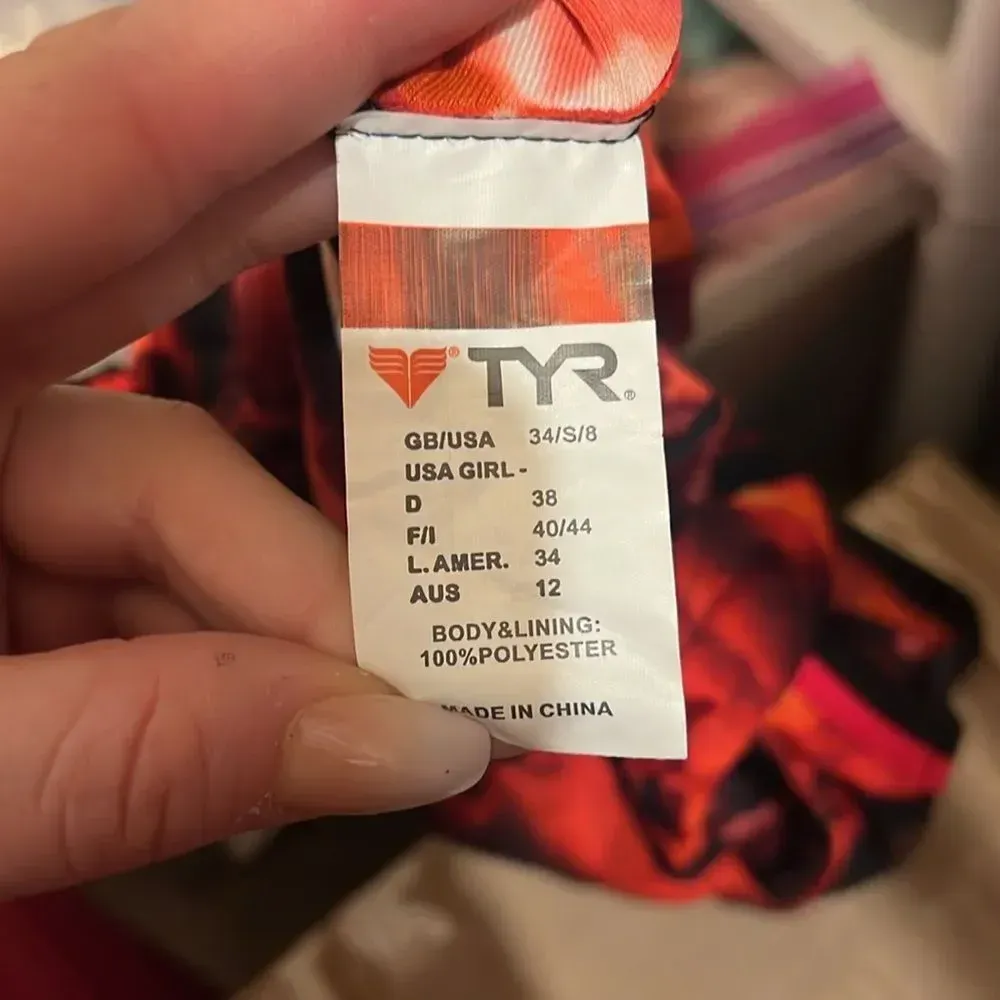 ® TYR®
GB/USA 34/S/8
USA GIRL -
D 38
F/I 40/44
L. AMER. 34
AUS 12
BODY&LINING:
100%POLYESTER
MADE IN CHINA